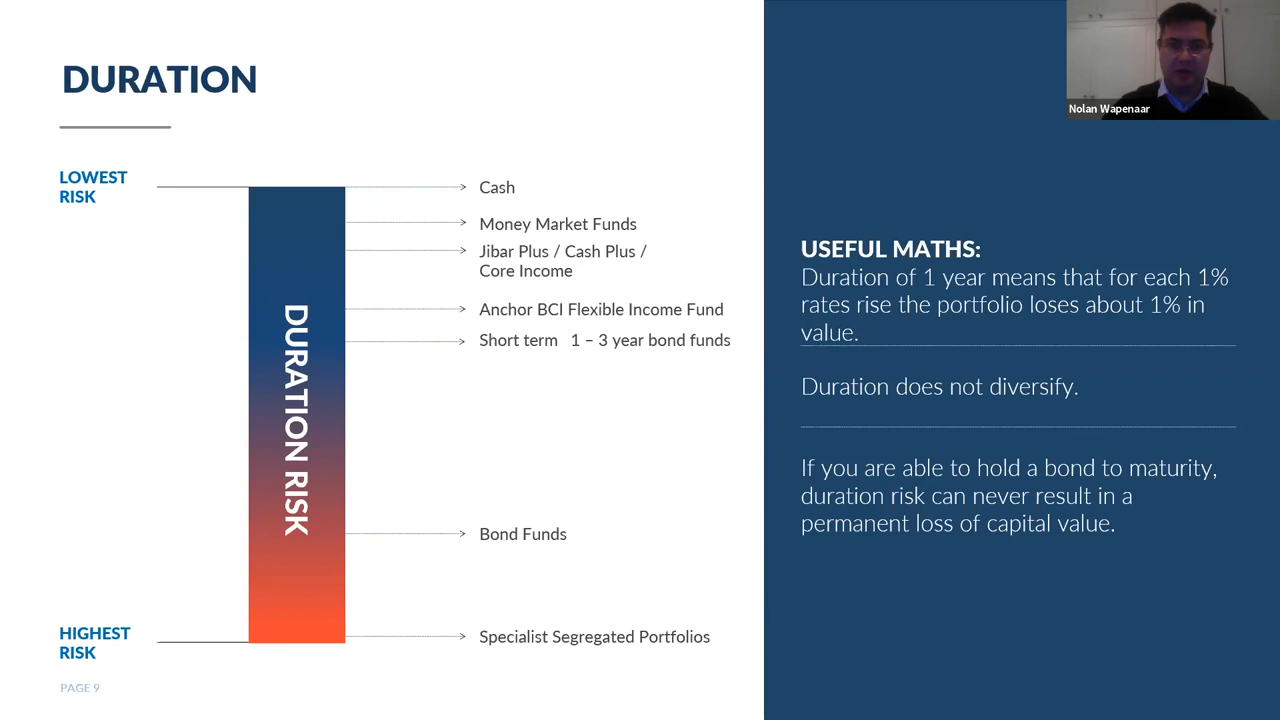 DURATION
LOWEST
RISK
Cash
Money Market Funds
Jibar Plus / Cash Plus /
Core Income
Anchor BCI Flexible Income Fund
Short term 1 – 3 year bond funds
DURATION RISK
Bond Funds
HIGHEST
RISK
Specialist Segregated Portfolios
PAGE 9
Nolan Wapenaar
USEFUL MATHS:
Duration of 1 year means that for each 1%
rates rise the portfolio loses about 1% in
value.
Duration does not diversify.
If you are able to hold a bond to maturity,
duration risk can never result in a
permanent loss of capital value.